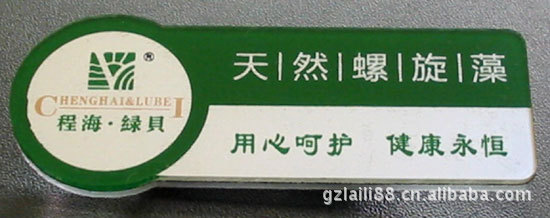 ®
CHENGHAI&LUBEI
程海·绿貝
天|然|螺|旋|藻
用心呵护 健康永恒
gzlaili88.cn.alibaba.com